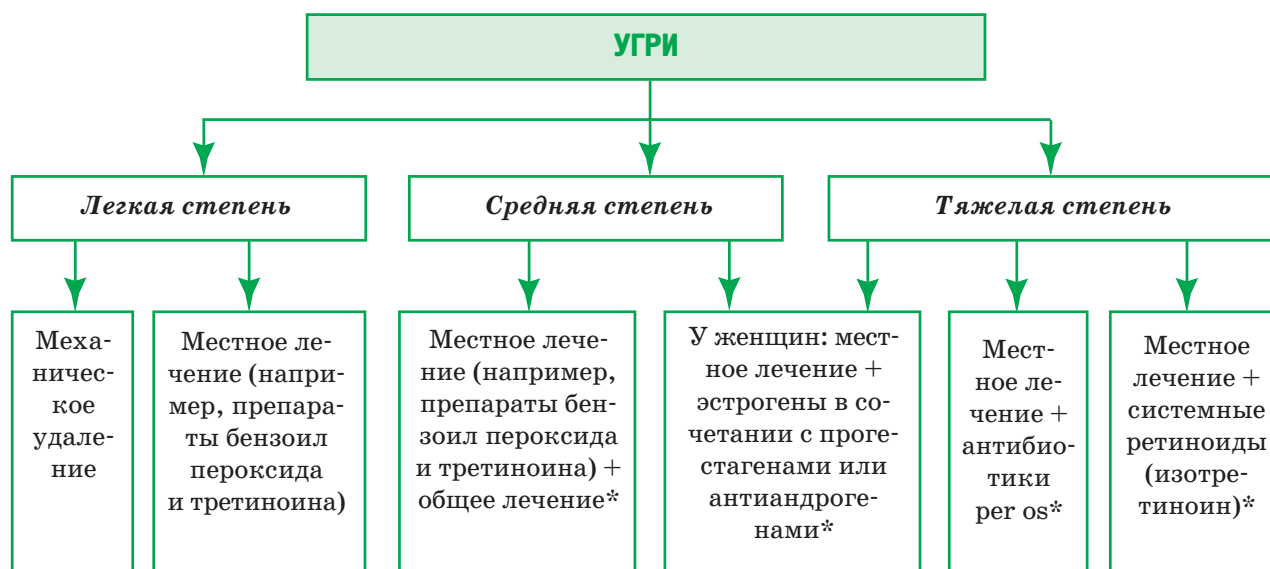 УГРИ
Легкая степень
Средняя степень
Тяжелая степень
Меха-
ничес-
кое
удале-
ние
Местное ле-
чение (напри-
мер, препара-
ты бензоил
пероксида
и третиноина)
Местное лече-
ние (например,
препараты бен-
зоил пероксида
и третиноина) +
общее лечение*
У женщин: мест-
ное лечение +
эстрогены в со-
четании с проге-
стагенами или
антиандроге-
нами*
Мест-
ное ле-
чение +
антибио-
тики
per os*
Местное
лечение +
системные
ретиноиды
(изотре-
тиноин)*